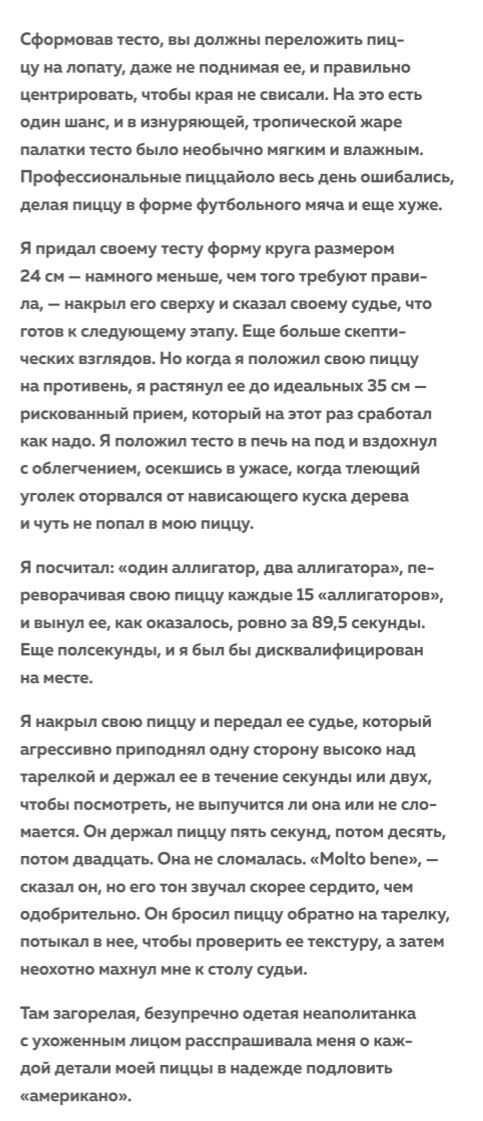 Сформовав тесто, вы должны переложить пиц-
цу на лопату, даже не поднимая ее, и правильно
центрировать, чтобы края не свисали. На это есть
один шанс, и в изнуряющей, тропической жаре
палатки тесто было необычно мягким и влажным.
Профессиональные пиццайоло весь день ошибались,
делая пиццу в форме футбольного мяча и еще хуже.
Я придал своему тесту форму круга размером
24 см — намного меньше, чем того требуют прави-
ла, — накрыл его сверху и сказал своему судье, что
готов к следующему этапу. Еще больше скепти-
ческих взглядов. Но когда я положил свою пиццу
на противень, я растянул ее до идеальных 35 см —
рискованный прием, который на этот раз сработал
как надо. Я положил тесто в печь на под и вздохнул
с облегчением, осекшись в ужасе, когда тлеющий
уголек оторвался от нависающего куска дерева
и чуть не попал в мою пиццу.
Я посчитал: «один аллигатор, два аллигатора», пе-
реворачивая свою пиццу каждые 15 «аллигаторов»,
и вынул ее, как оказалось, ровно за 89,5 секунды.
Еще полсекунды, и я был бы дисквалифицирован
на месте.
Я накрыл свою пиццу и передал ее судье, который
агрессивно приподнял одну сторону высоко над
тарелкой и держал ее в течение секунды или двух,
чтобы посмотреть, не выпучится ли она или не сло-
мается. Он держал пиццу пять секунд, потом десять,
потом двадцать. Она не сломалась. «Molto bene», —
сказал он, но его тон звучал скорее сердито, чем
одобрительно. Он бросил пиццу обратно на тарелку,
потыкал в нее, чтобы проверить ее текстуру, а затем
неохотно махнул мне к столу судьи.
Там загорелая, безупречно одетая неаполитанка
с ухоженным лицом расспрашивала меня о каж-
дой детали моей пиццы в надежде подловить
«американо».